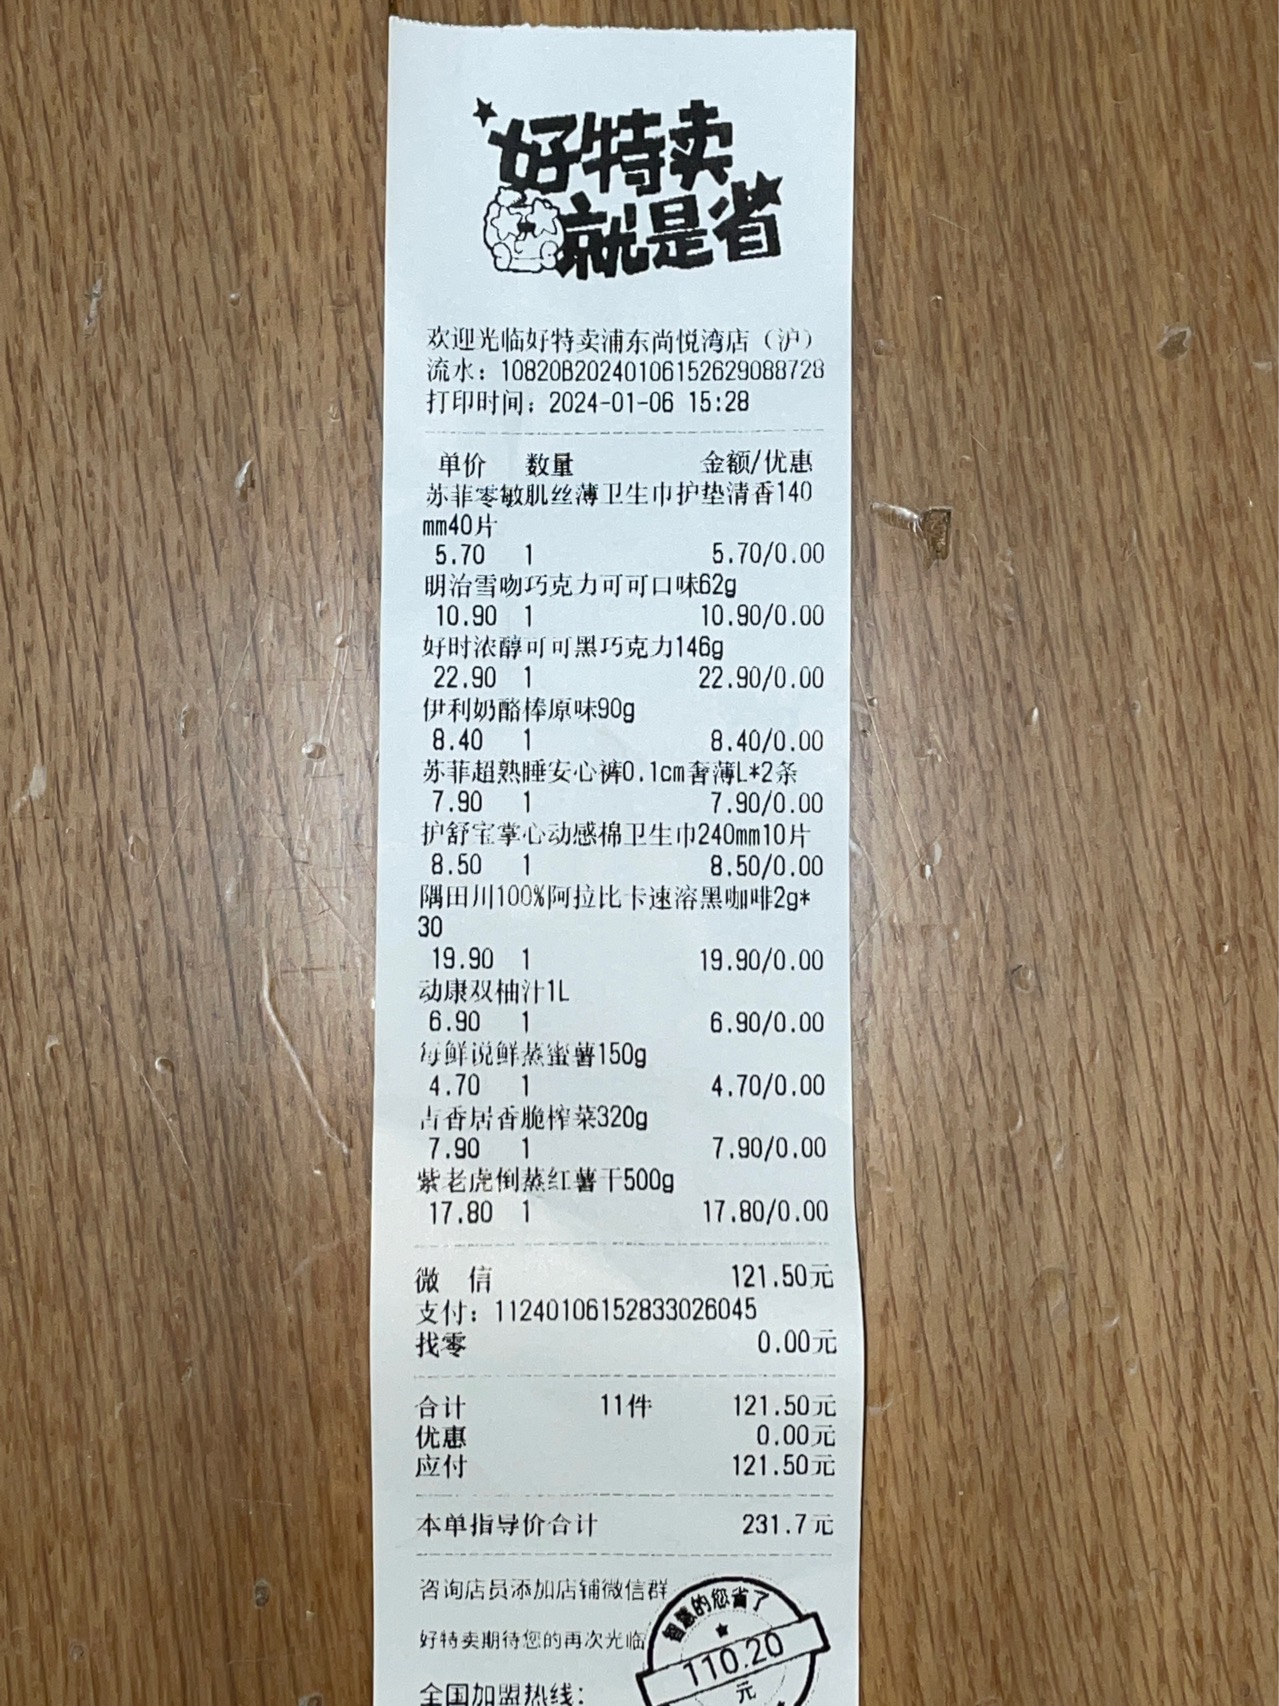 好特卖
就是省
欢迎光临好特卖浦东尚悦湾店（沪）
流水：10820B20240106152629088728
打印时间：2024-01-06 15:28
单价 数量 金额/优惠
苏菲零敏肌丝薄卫生巾护垫清香140
mm40片
5.70 1 5.70/0.00
明治雪吻巧克力可可口味62g
10.90 1 10.90/0.00
好时浓醇可可黑巧克力146g
22.90 1 22.90/0.00
伊利奶酪棒原味90g
8.40 1 8.40/0.00
苏菲超熟睡安心裤0.1cm奢薄L*2条
7.90 1 7.90/0.00
护舒宝掌心动感棉卫生巾240mm10片
8.50 1 8.50/0.00
隅田川100%阿拉比卡速溶黑咖啡2g*
30
19.90 1 19.90/0.00
动康双柚汁1L
6.90 1 6.90/0.00
每鲜说鲜蒸蜜薯150g
4.70 1 4.70/0.00
吉香居香脆榨菜320g
7.90 1 7.90/0.00
紫老虎倒蒸红薯干500g
17.80 1 17.80/0.00
微 信 121.50元
支付：11240106152833026045
找零 0.00元
合计 11件 121.50元
优惠 0.00元
应付 121.50元
本单指导价合计 231.7元
咨询店员添加店铺微信群
好特卖期待您的再次光临
全国加盟热线：
智慧的您省了
110.20
元